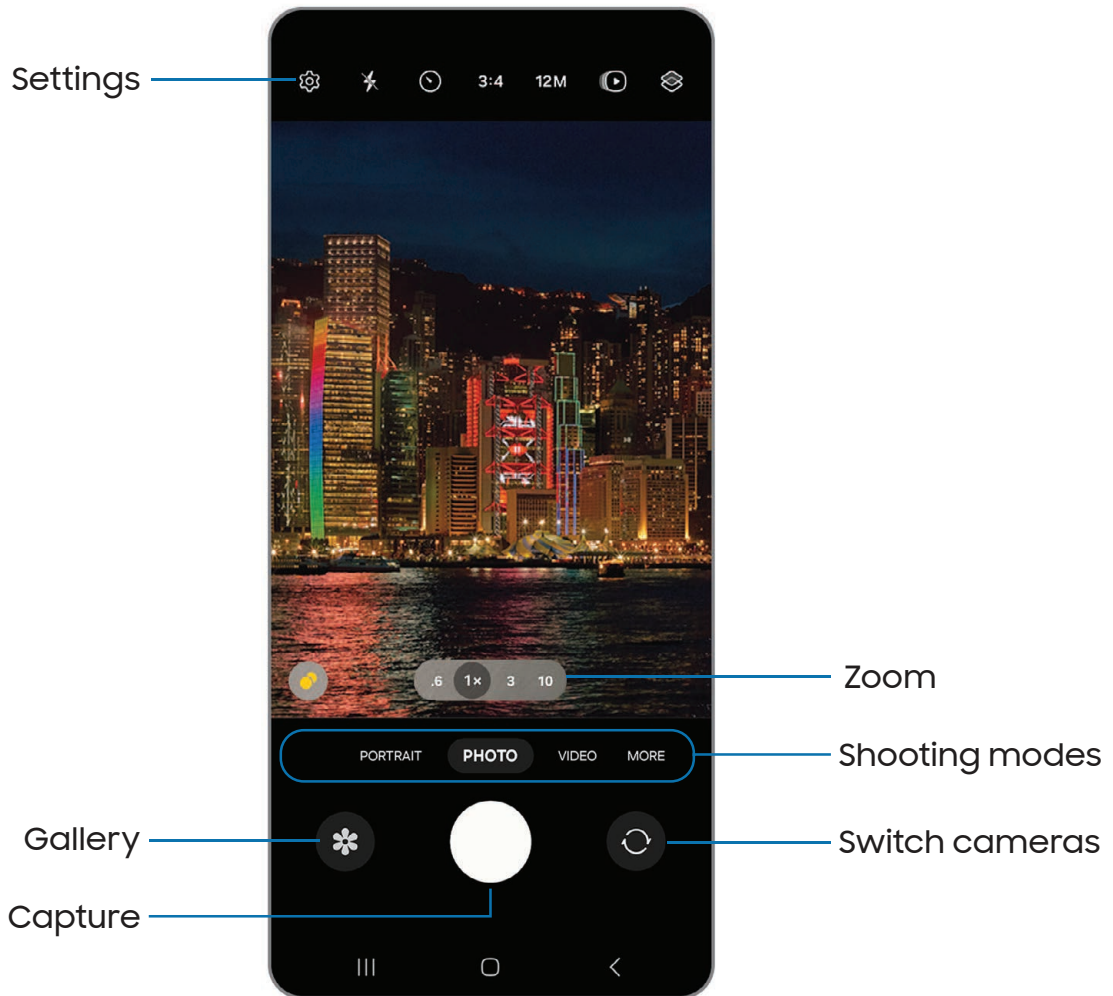 Settings
3:4
12M
.6
1×
3
10
Zoom
PORTRAIT
PHOTO
VIDEO
MORE
Shooting modes
Gallery
Switch cameras
Capture